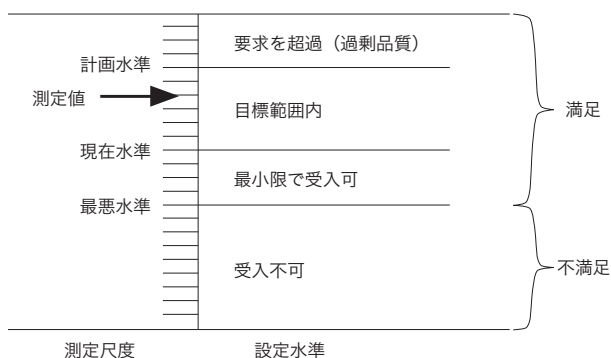 要求を超過（過剰品質）
計画水準
測定値
目標範囲内
満足
現在水準
最小限で受入可
最悪水準
受入不可
不満足
測定尺度
設定水準